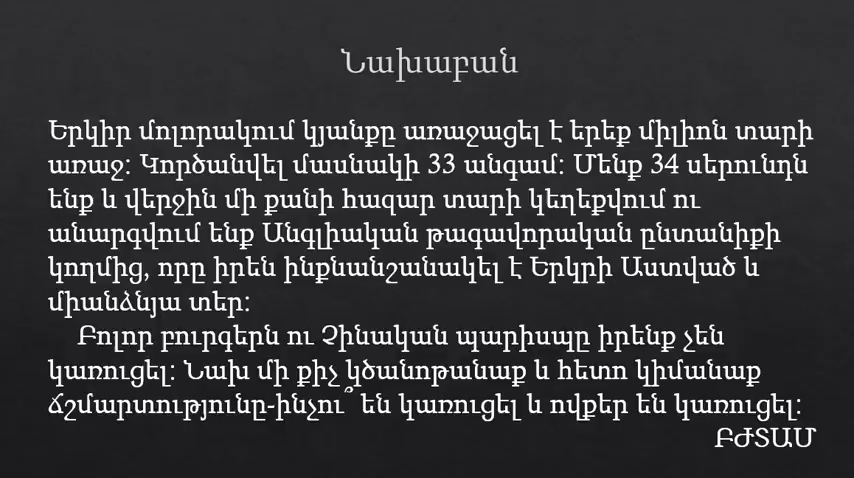 Նախաբան
Երկիր մոլորակում կյանքը առաջացել է երեք միլիոն տարի
առաջ: Կործանվել մասնակի 33 անգամ: Մենք 34 սերունդն
ենք և վերջին մի քանի հազար տարի կեղեքվում ու
անարգվում ենք Անգլիական թագավորական ընտանիքի
կողմից, որը իրեն ինքնանշանակել է Երկրի Աստված և
միանձնյա տեր:
Բոլոր բուրգերն ու Չինական պարիսպը իրենք չեն
կառուցել: Նախ մի քիչ կծանոթանաք և հետո կիմանաք
ճշմարտությունը-ինչու՞ են կառուցել և ովքեր են կառուցել:
ԲԺՏԱՄ